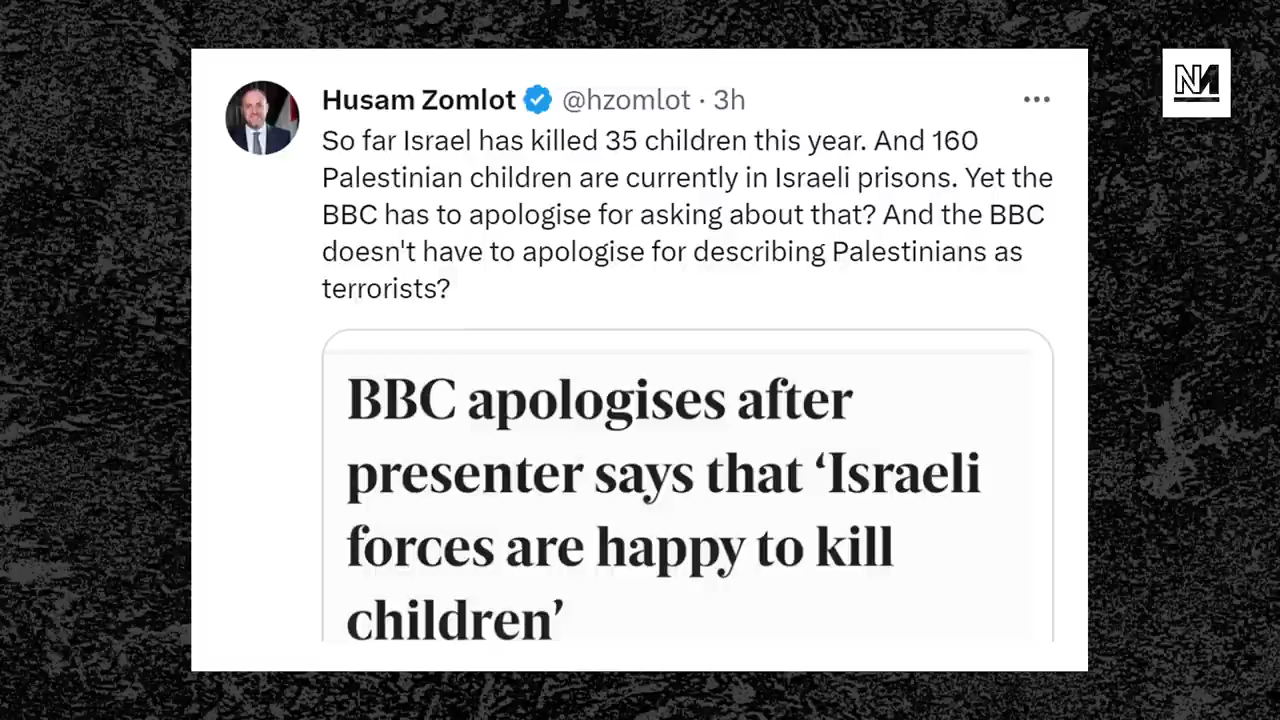 Husam Zomlot @hzomlot · 3h
So far Israel has killed 35 children this year. And 160
Palestinian children are currently in Israeli prisons. Yet the
BBC has to apologise for asking about that? And the BBC
doesn't have to apologise for describing Palestinians as
terrorists?
BBC apologises after
presenter says that ‘Israeli
forces are happy to kill
children’
NM